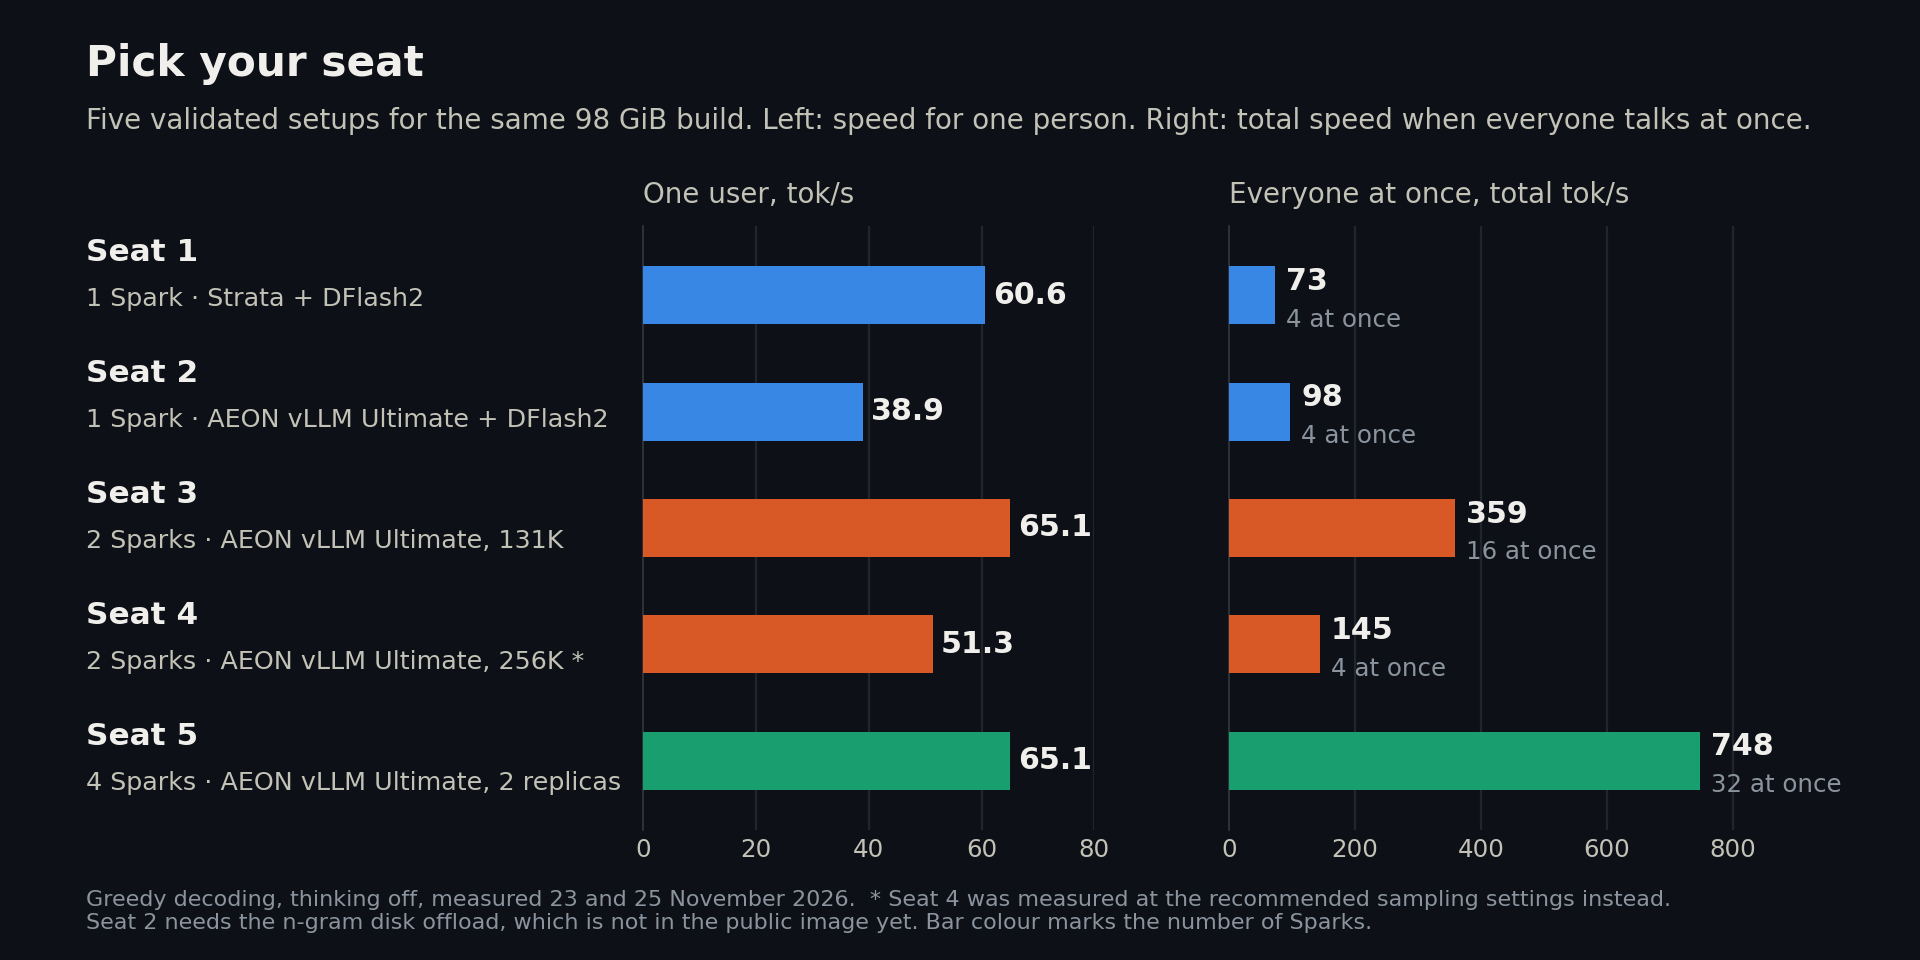 Pick your seat
Five validated setups for the same 98 GiB build. Left: speed for one person. Right: total speed when everyone talks at once.
One user, tok/s
Everyone at once, total tok/s
Seat 1
1 Spark · Strata + DFlash2
60.6
73
4 at once
Seat 2
1 Spark · AEON vLLM Ultimate + DFlash2
38.9
98
4 at once
Seat 3
2 Sparks · AEON vLLM Ultimate, 131K
65.1
359
16 at once
Seat 4
2 Sparks · AEON vLLM Ultimate, 256K *
51.3
145
4 at once
Seat 5
4 Sparks · AEON vLLM Ultimate, 2 replicas
65.1
748
32 at once
0 20 40 60 80
0 200 400 600 800
Greedy decoding, thinking off, measured 23 and 25 November 2026.  * Seat 4 was measured at the recommended sampling settings instead.
Seat 2 needs the n-gram disk offload, which is not in the public image yet. Bar colour marks the number of Sparks.